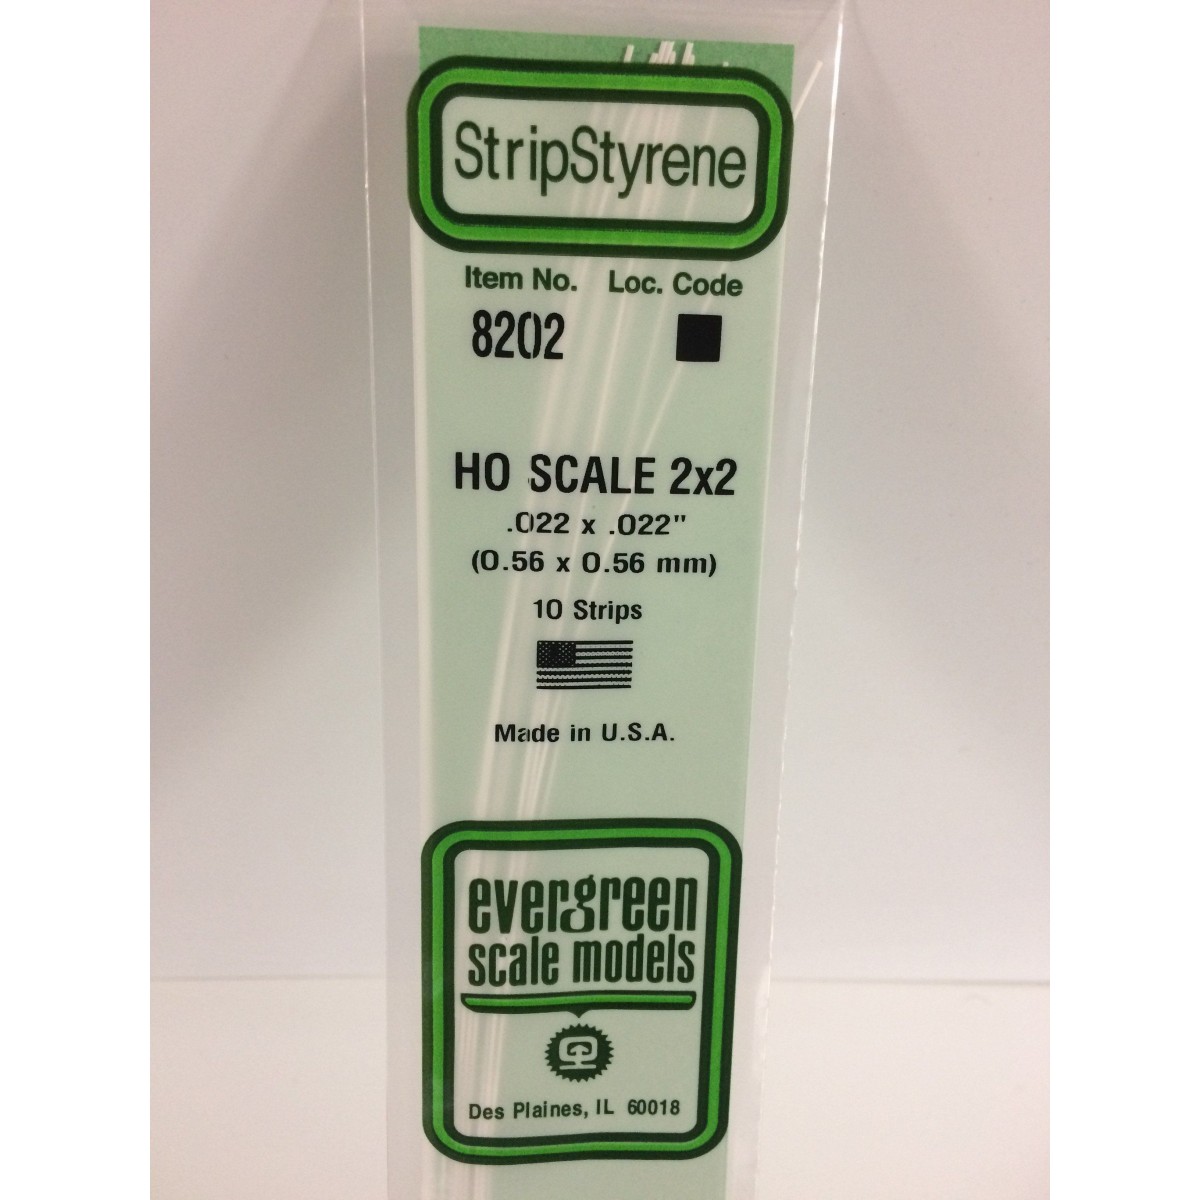 StripStyrene
Item No. Loc. Code
8202
HO SCALE 2x2
.022 x .022"
(0.56 x 0.56 mm)
10 Strips
Made in U.S.A.
evergreen
scale models
Des Plaines, IL 60018